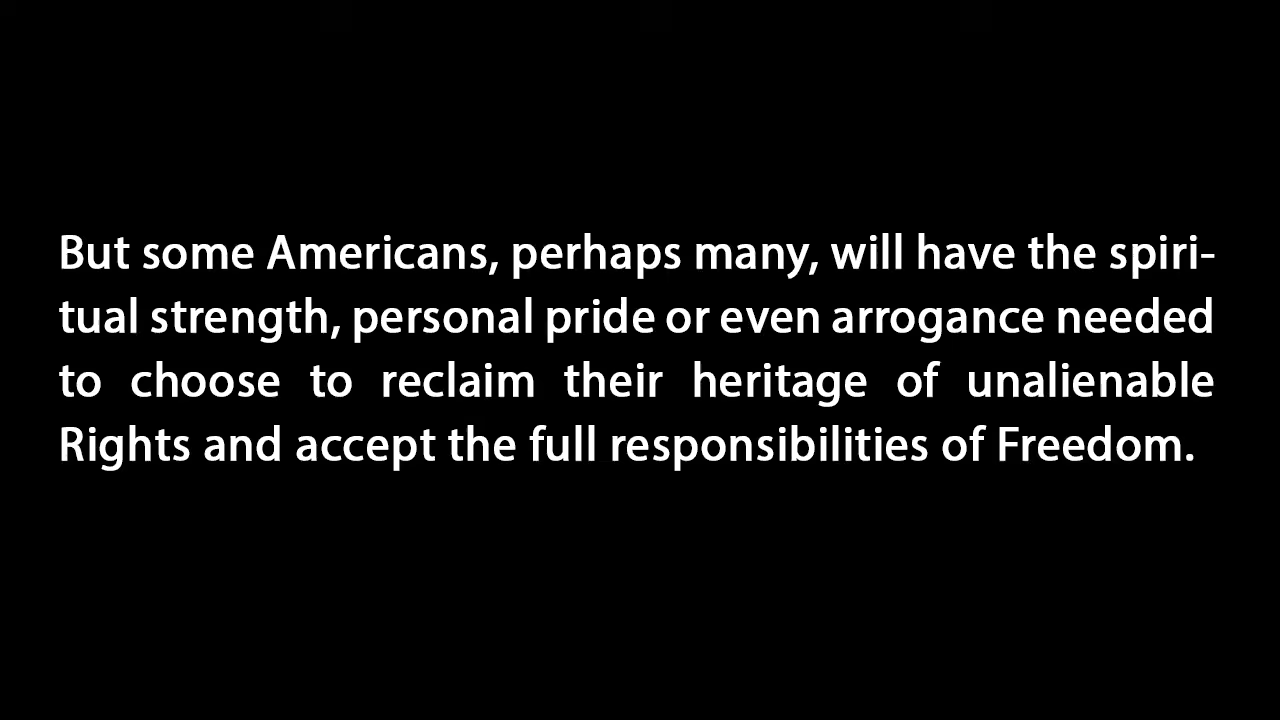 But some Americans, perhaps many, will have the spiri-
tual strength, personal pride or even arrogance needed
to choose to reclaim their heritage of unalienable
Rights and accept the full responsibilities of Freedom.